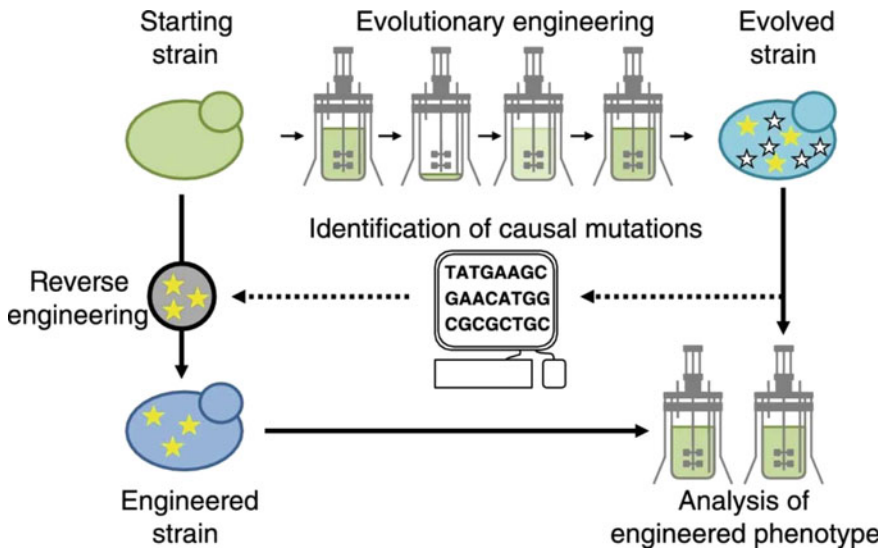 Starting
strain
Evolutionary engineering
Evolved
strain
Identification of causal mutations
Reverse
engineering
TATGAAGC
GAACATGG
CGCGCTGC
Engineered
strain
Analysis of
engineered phenotype